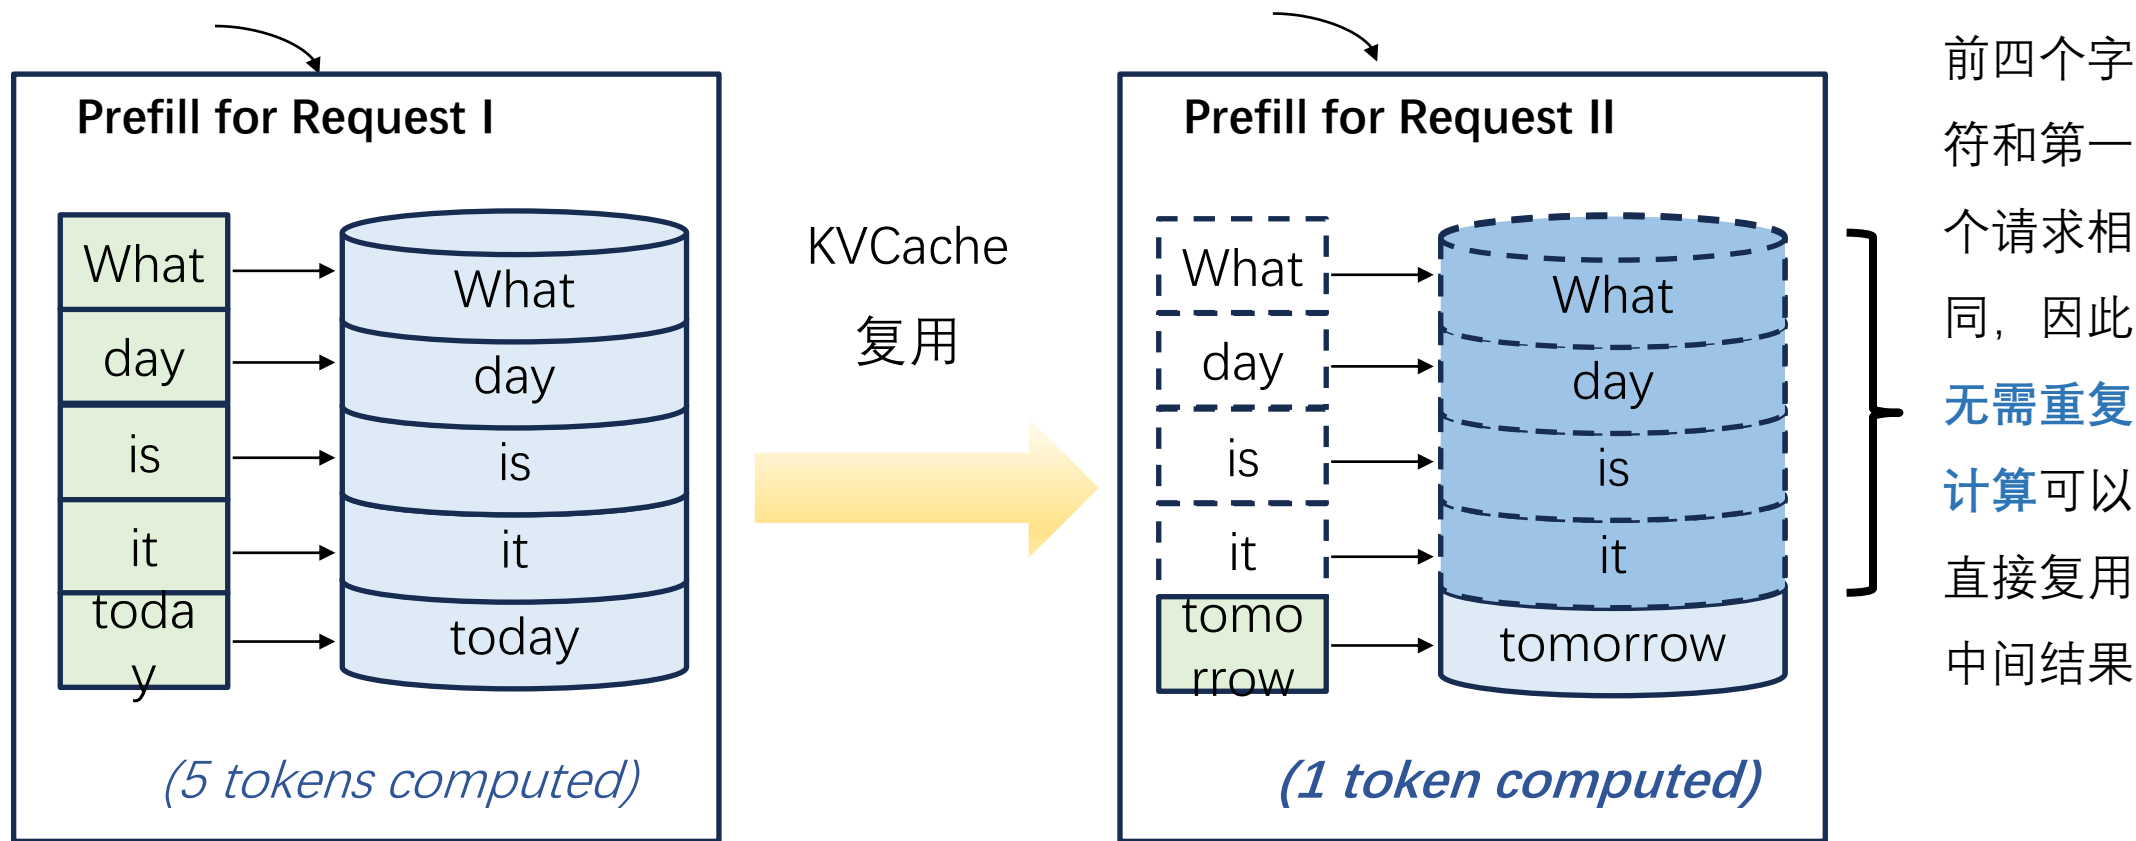 Prefill for Request I
What
day
is
it
toda
y
What
day
is
it
today
(5 tokens computed)
KVCache
复用
Prefill for Request II
What
day
is
it
tomo
rrow
What
day
is
it
tomorrow
(1 token computed)
前四个字
符和第一
个请求相
同，因此
无需重复
计算可以
直接复用
中间结果